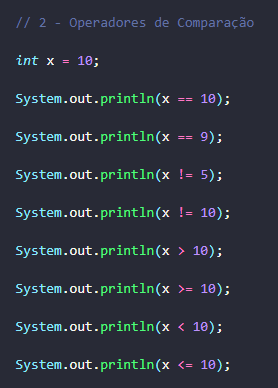 // 2 - Operadores de Comparação
int x = 10;
System.out.println(x == 10);
System.out.println(x == 9);
System.out.println(x != 5);
System.out.println(x != 10);
System.out.println(x > 10);
System.out.println(x >= 10);
System.out.println(x < 10);
System.out.println(x <= 10);